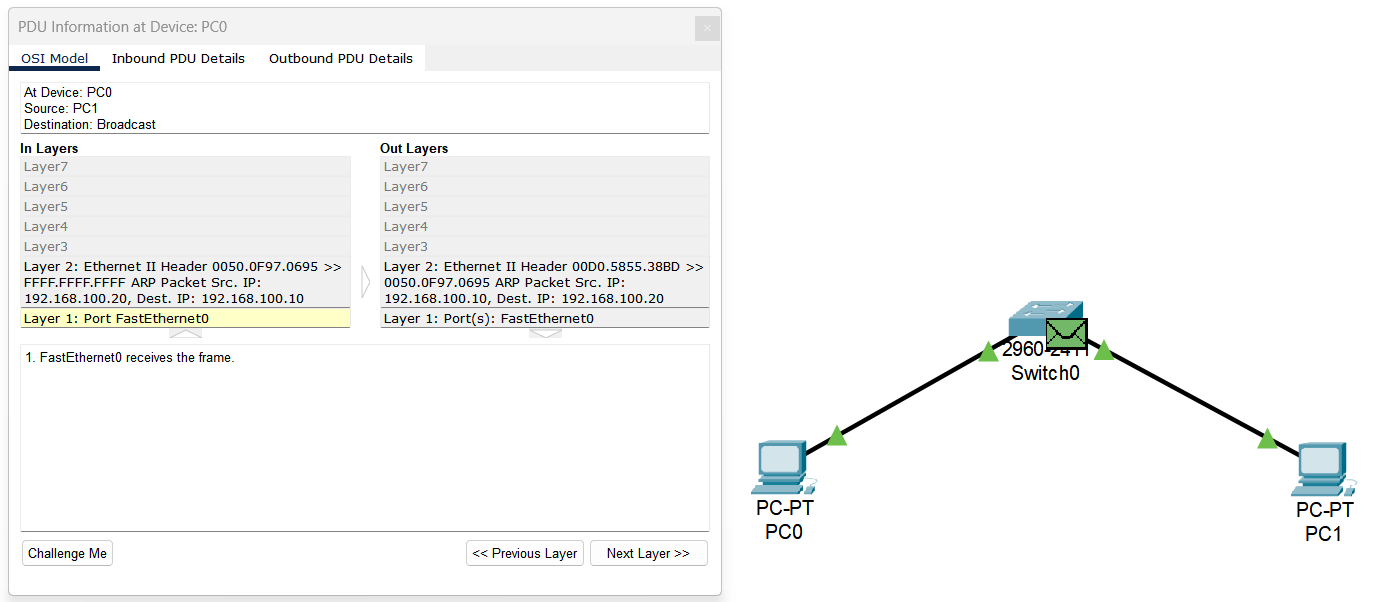 PDU Information at Device: PC0
OSI Model Inbound PDU Details Outbound PDU Details
At Device: PC0
Source: PC1
Destination: Broadcast
In Layers
Layer7
Layer6
Layer5
Layer4
Layer3
Layer 2: Ethernet II Header 0050.0F97.0695 >>
FFFF.FFFF.FFFF ARP Packet Src. IP:
192.168.100.20, Dest. IP: 192.168.100.10
Layer 1: Port FastEthernet0
Out Layers
Layer7
Layer6
Layer5
Layer4
Layer3
Layer 2: Ethernet II Header 00D0.5855.38BD >>
0050.0F97.0695 ARP Packet Src. IP:
192.168.100.10, Dest. IP: 192.168.100.20
Layer 1: Port(s): FastEthernet0
1. FastEthernet0 receives the frame.
Challenge Me << Previous Layer Next Layer >>
Switch0
PC-PT
PC0
PC-PT
PC1